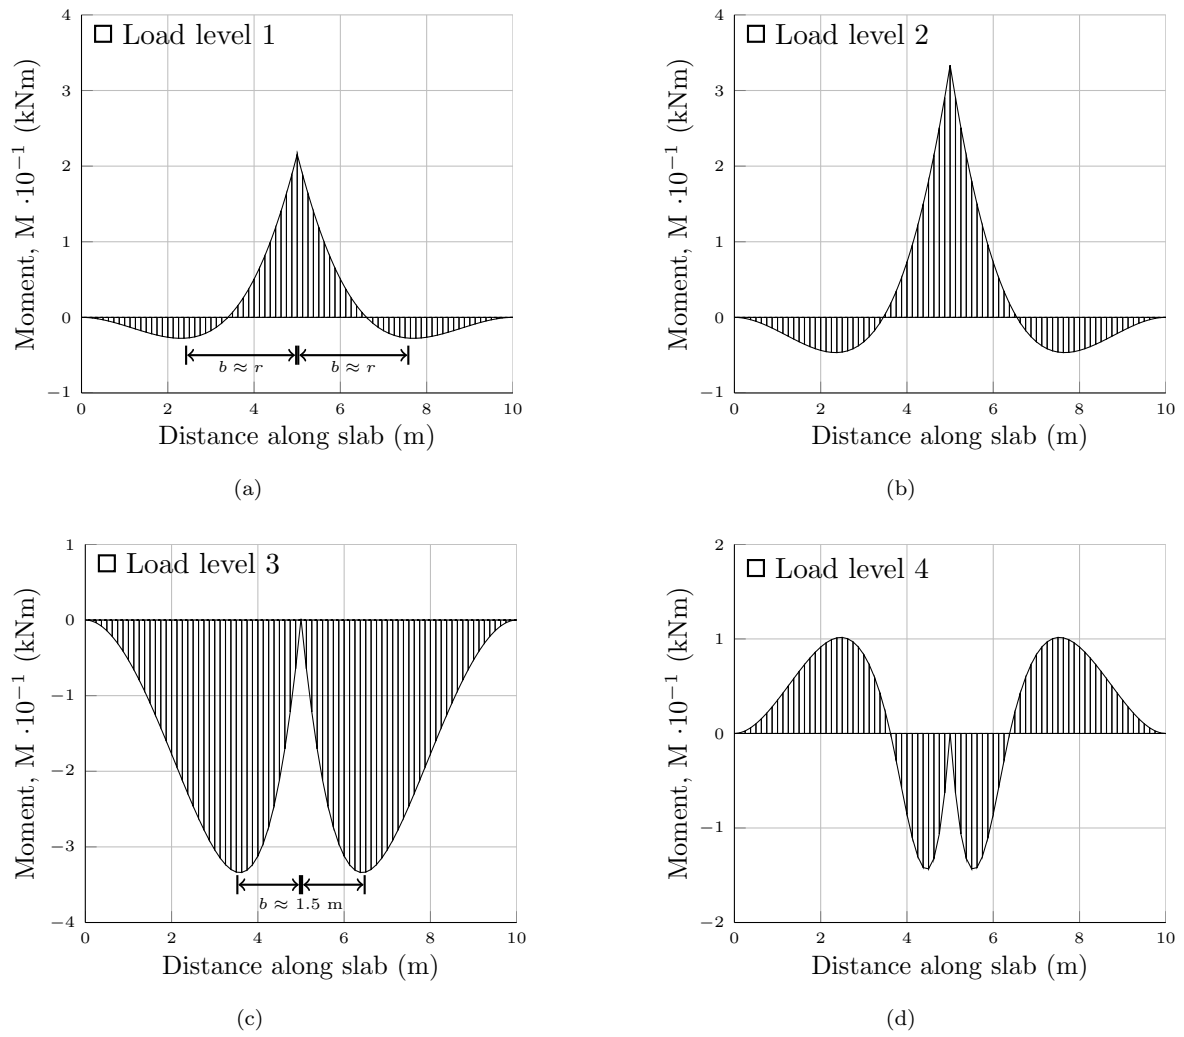 Load level 1
4
3
2
1
0
−1
Moment, M ·10⁻¹ (kNm)
b ≈ r
b ≈ r
0 2 4 6 8 10
Distance along slab (m)
(a)
Load level 2
4
3
2
1
0
−1
Moment, M ·10⁻¹ (kNm)
0 2 4 6 8 10
Distance along slab (m)
(b)
Load level 3
1
0
−1
−2
−3
−4
Moment, M ·10⁻¹ (kNm)
b ≈ 1.5 m
0 2 4 6 8 10
Distance along slab (m)
(c)
Load level 4
2
1
0
−1
−2
Moment, M ·10⁻¹ (kNm)
0 2 4 6 8 10
Distance along slab (m)
(d)